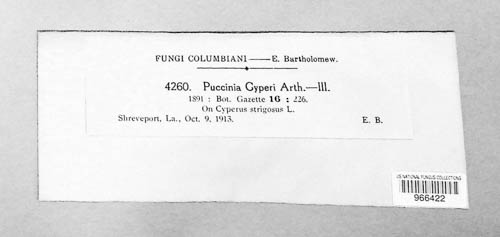 FUNGI COLUMBIANI — E. Bartholomew.
4260. Puccinia Cyperi Arth.—III.
1891 : Bot. Gazette 16 : 226.
On Cyperus strigosus L.
Shreveport, La., Oct. 9, 1913. E. B.
US NATIONAL FUNGUS COLLECTIONS
966422